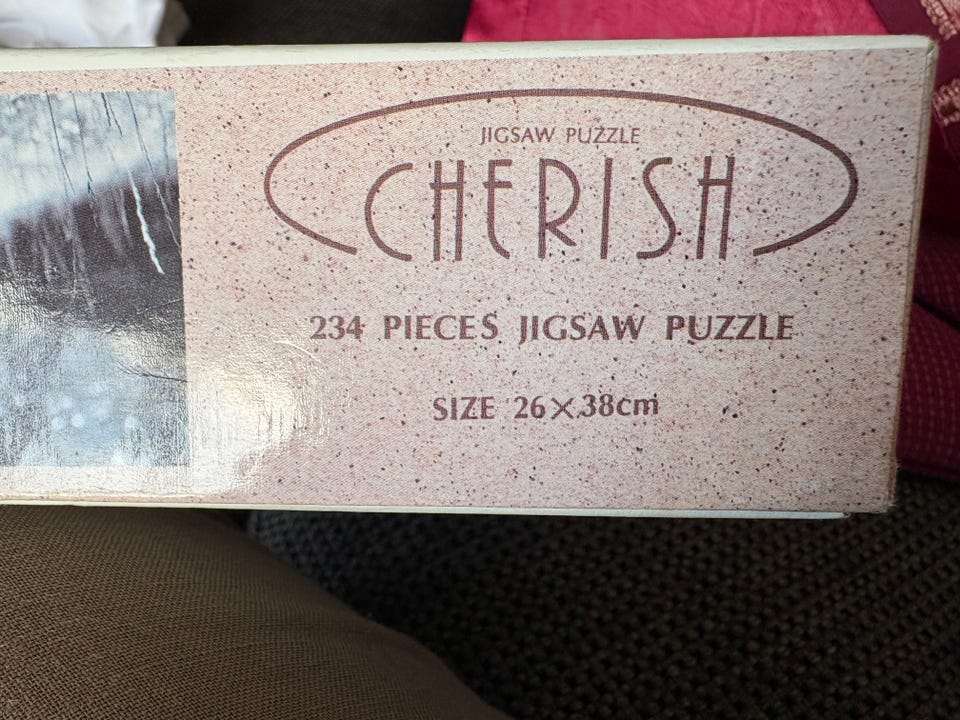 JIGSAW PUZZLE
CHERISH
234 PIECES JIGSAW PUZZLE
SIZE 26×38cm